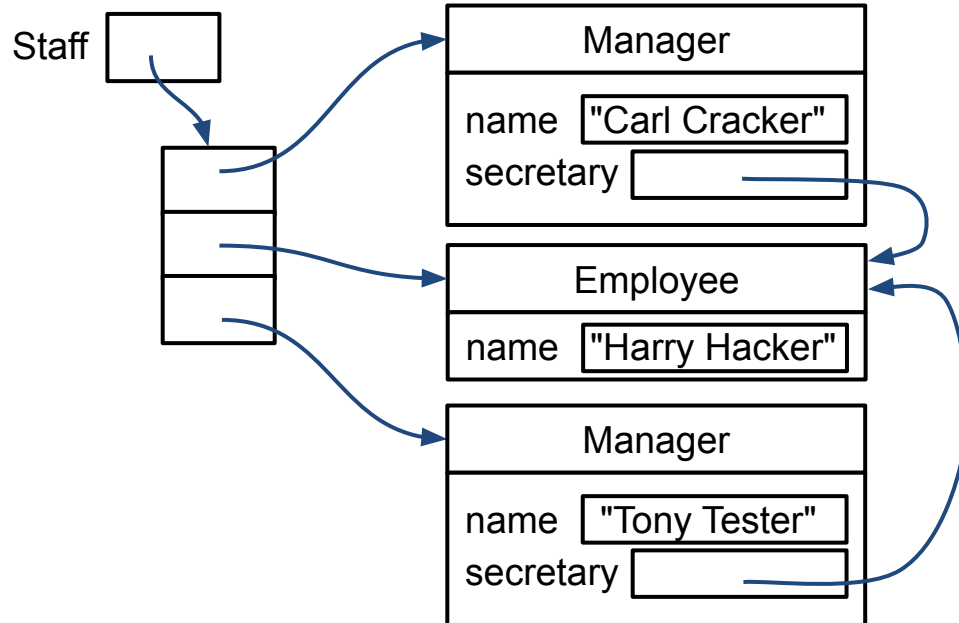 Staff
Manager
name "Carl Cracker"
secretary
Employee
name "Harry Hacker"
Manager
name "Tony Tester"
secretary